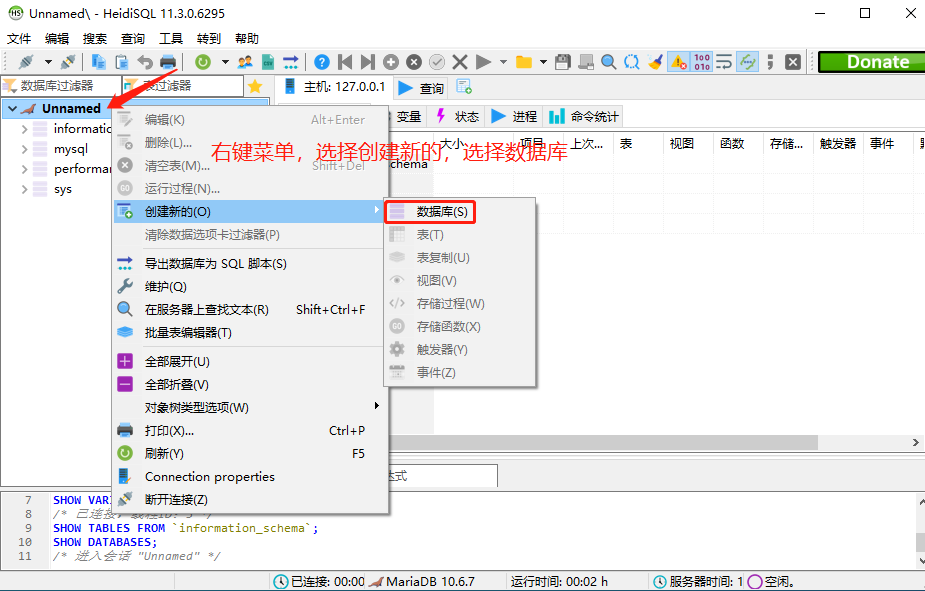 Unnamed\ - HeidiSQL 11.3.0.6295
文件 编辑 搜索 查询 工具 转到 帮助
Donate
数据库过滤器 表过滤器 主机: 127.0.0.1 查询
Unnamed 变量 状态 进程 命令统计
informatio 编辑(K) Alt+Enter
大小 项目 上次... 表 视图 函数 存储... 触发器 事件
mysql 删除(L)...
右键菜单，选择创建新的，选择数据库
performan 清空表(M)... Shift+Del chema
sys 运行过程(N)...
创建新的(O) 数据库(S)
清除数据选项卡过滤器(P) 表(T)
表复制(U)
导出数据库为 SQL 脚本(S)
维护(Q) 视图(V)
在服务器上查找文本(R) Shift+Ctrl+F 存储过程(W)
批量表编辑器(T) 存储函数(X)
触发器(Y)
全部展开(U) 事件(Z)
全部折叠(V)
对象树类型选项(W)
打印(X)... Ctrl+P
刷新(Y) F5
Connection properties 达式
断开连接(Z)
7 SHOW VAR
8 /* 已连接，线程ID: 5 */
9 SHOW TABLES FROM `information_schema`;
10 SHOW DATABASES;
11 /* 进入会话 "Unnamed" */
已连接: 00:00 MariaDB 10.6.7 运行时间: 00:02 h 服务器时间: 1 空闲。